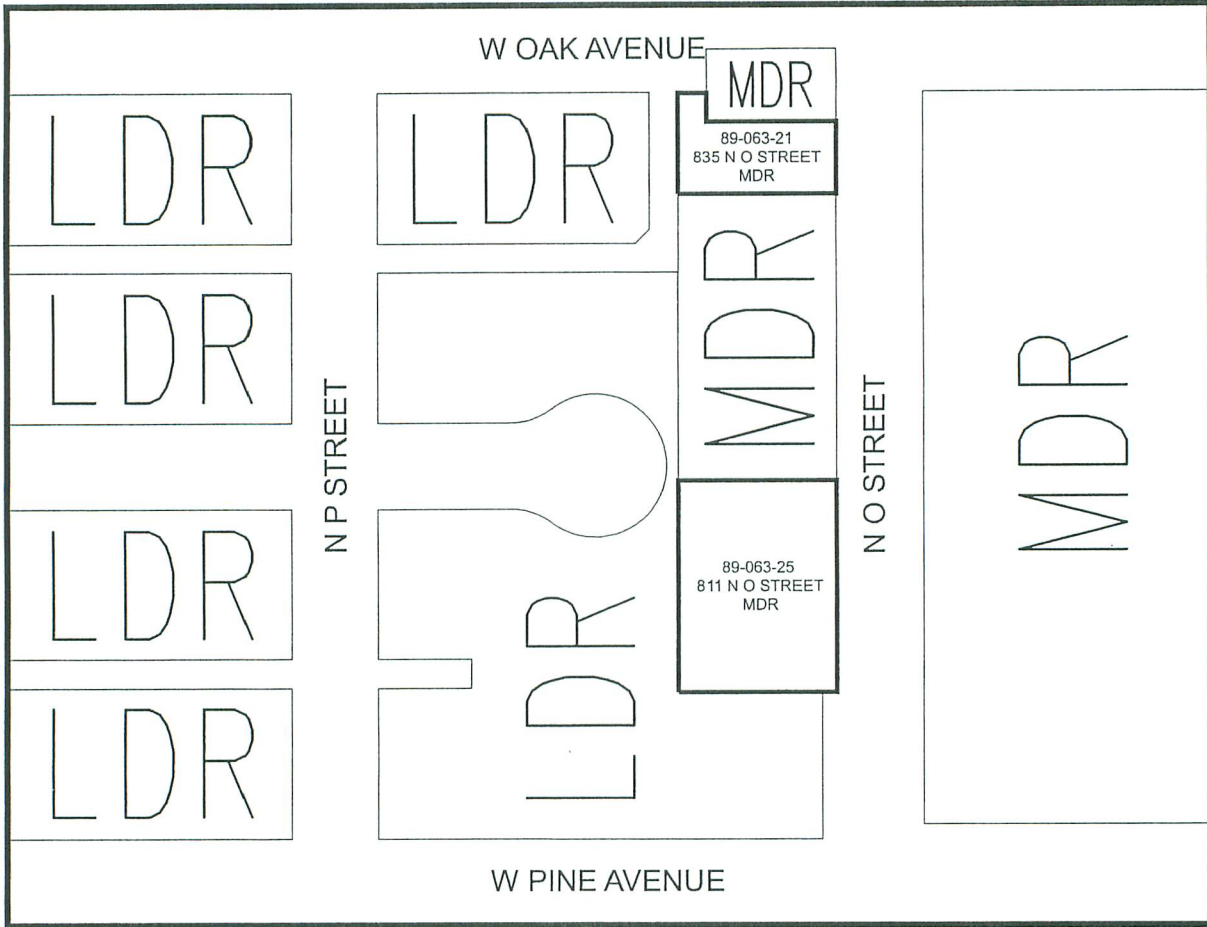 W OAK AVENUE
MDR
LDR
LDR
89-063-21
835 N O STREET
MDR
MDR
LDR
N P STREET
N O STREET
MDR
LDR
89-063-25
811 N O STREET
MDR
LDR
LDR
W PINE AVENUE